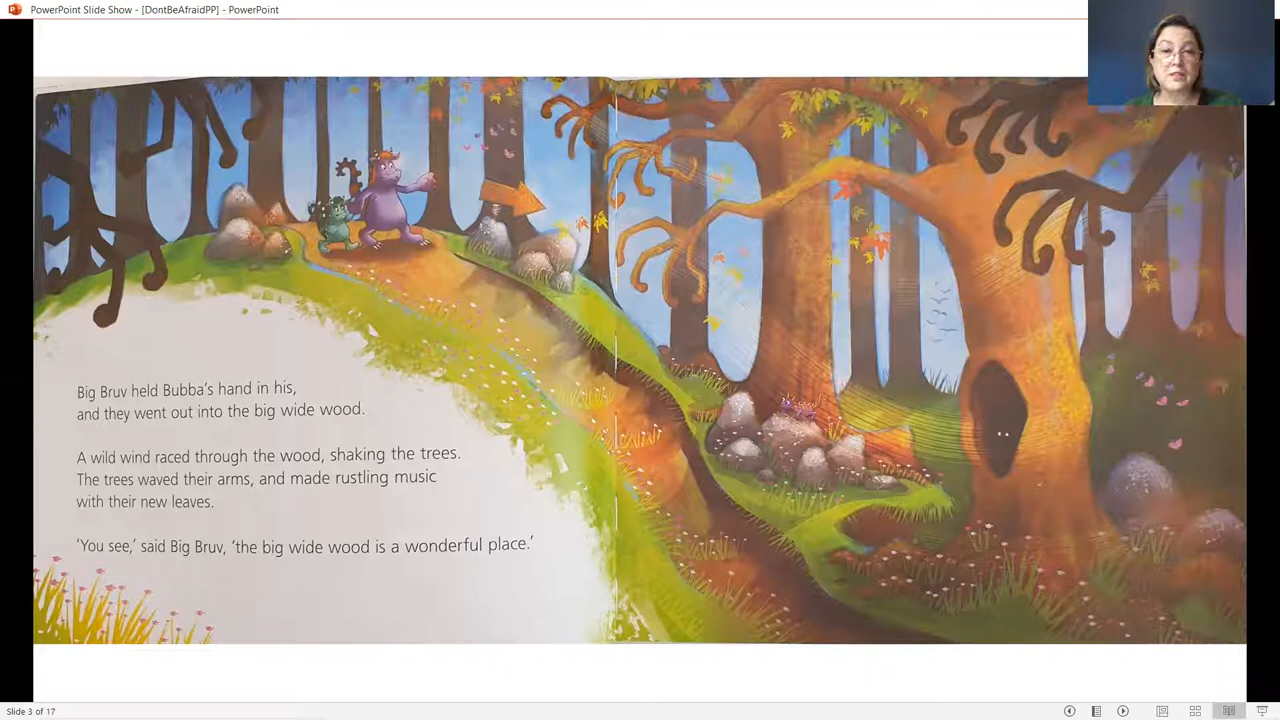 PowerPoint Slide Show - [DontBeAfraidPP] - PowerPoint
Big Bruv held Bubba's hand in his,
and they went out into the big wide wood.
A wild wind raced through the wood, shaking the trees.
The trees waved their arms, and made rustling music
with their new leaves.
'You see,' said Big Bruv, 'the big wide wood is a wonderful place.'
Slide 3 of 17